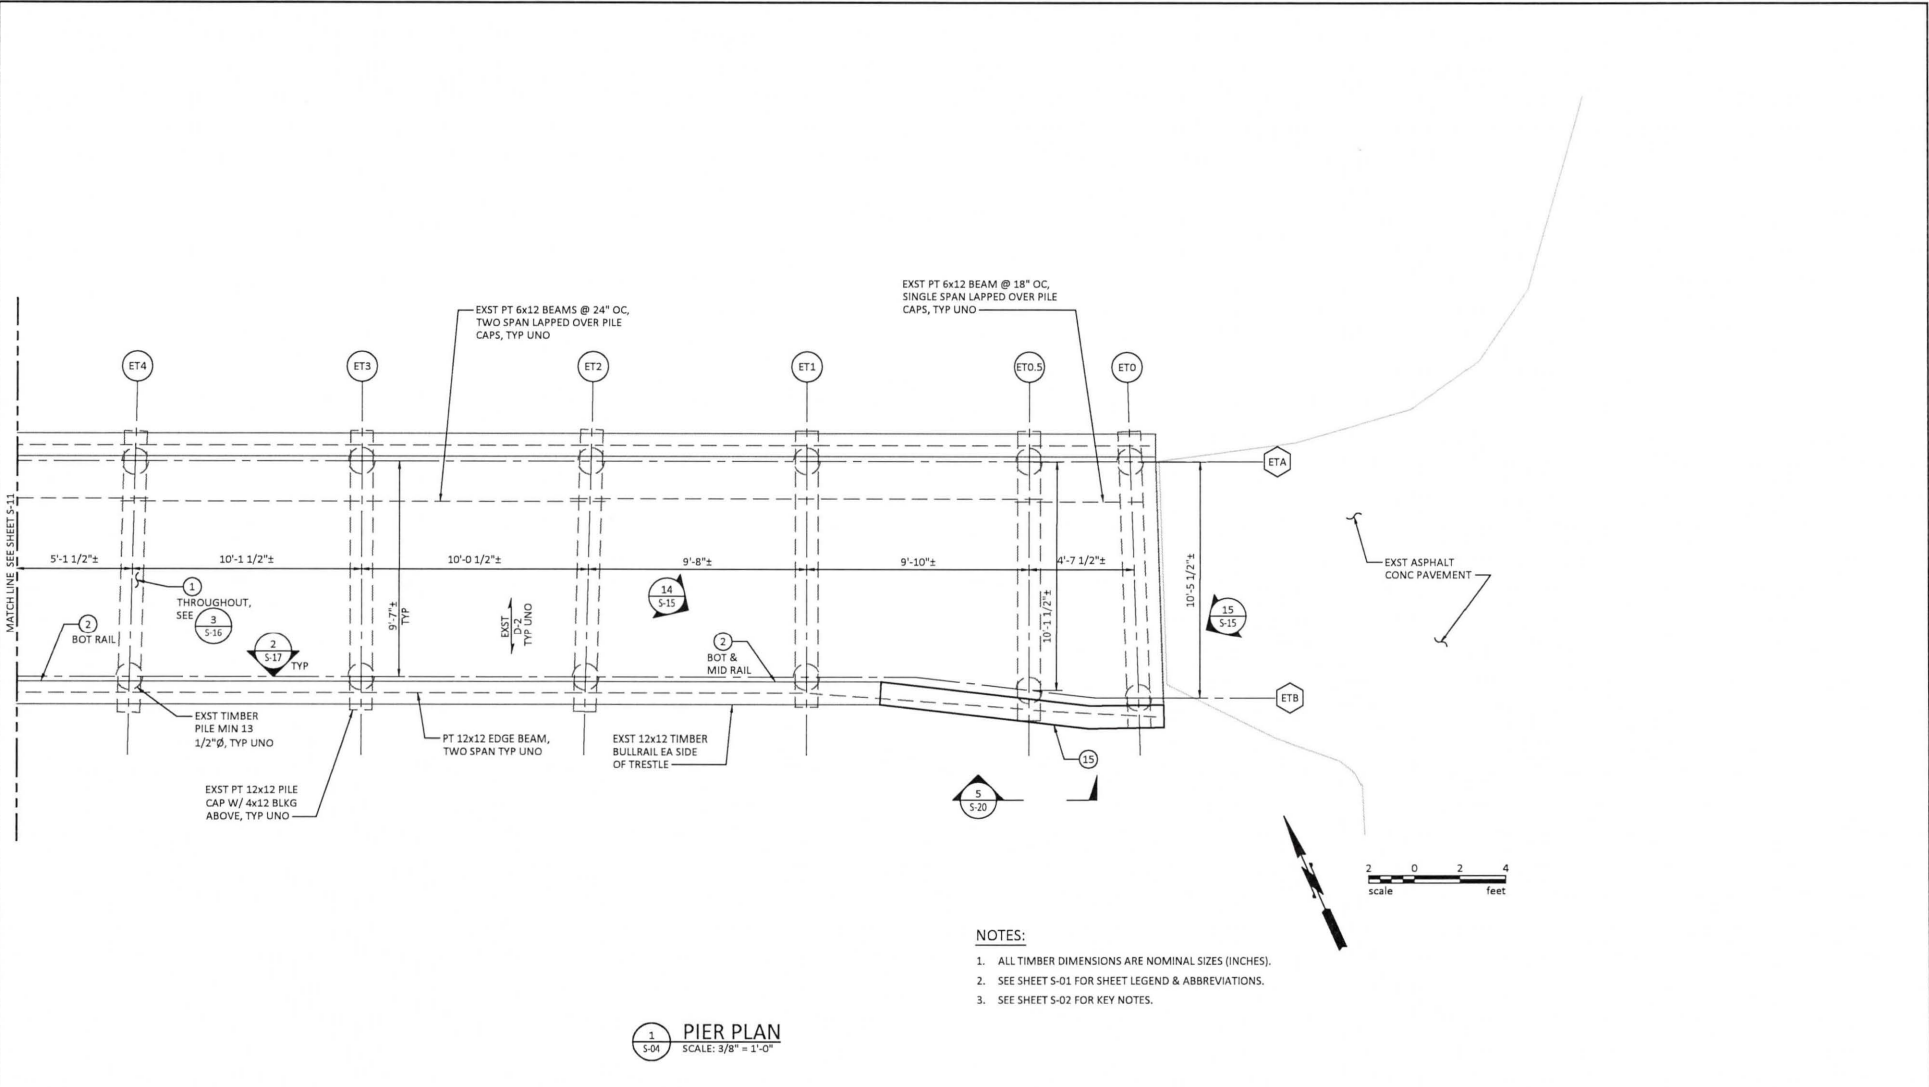 EXST PT 6x12 BEAMS @ 24" OC,
TWO SPAN LAPPED OVER PILE
CAPS, TYP UNO
EXST PT 6x12 BEAM @ 18" OC,
SINGLE SPAN LAPPED OVER PILE
CAPS, TYP UNO
ET4
ET3
ET2
ET1
ET0.5
ET0
ETA
MATCH LINE SEE SHEET S-11
5'-1 1/2"±
10'-1 1/2"±
10'-0 1/2"±
9'-8"±
9'-10"±
4'-7 1/2"±
9'-7"±
TYP
10'-1 1/2"±
10'-5 1/2"±
EXST ASPHALT
CONC PAVEMENT
1
THROUGHOUT,
SEE
3
S-16
2
BOT RAIL
2
S-17
TYP
EXST
D-2
TYP UNO
14
S-15
2
BOT &
MID RAIL
15
S-15
ETB
EXST TIMBER
PILE MIN 13
1/2"Ø, TYP UNO
PT 12x12 EDGE BEAM,
TWO SPAN TYP UNO
EXST 12x12 TIMBER
BULLRAIL EA SIDE
OF TRESTLE
15
EXST PT 12x12 PILE
CAP W/ 4x12 BLKG
ABOVE, TYP UNO
5
S-20
2 0 2 4
scale feet
NOTES:
1. ALL TIMBER DIMENSIONS ARE NOMINAL SIZES (INCHES).
2. SEE SHEET S-01 FOR SHEET LEGEND & ABBREVIATIONS.
3. SEE SHEET S-02 FOR KEY NOTES.
1
S-04
PIER PLAN
SCALE: 3/8" = 1'-0"